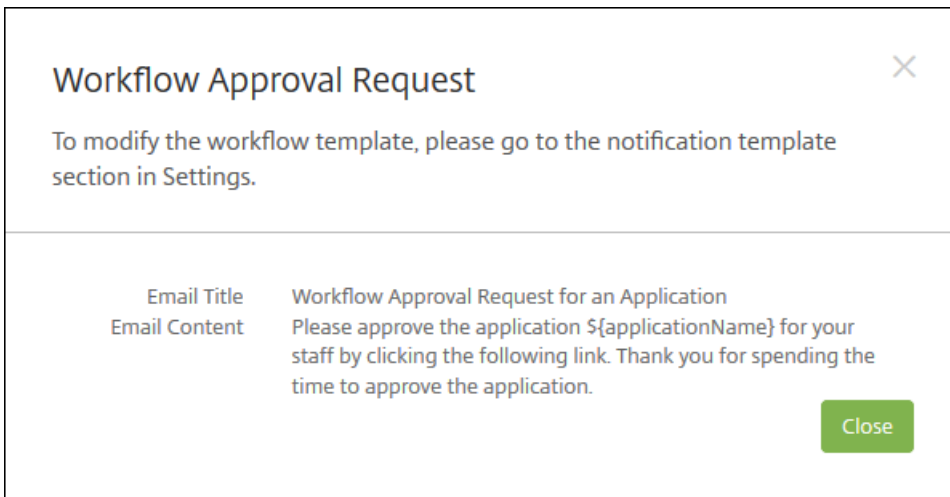 Workflow Approval Request
To modify the workflow template, please go to the notification template
section in Settings.
Email Title Workflow Approval Request for an Application
Email Content Please approve the application ${applicationName} for your
staff by clicking the following link. Thank you for spending the
time to approve the application.
Close